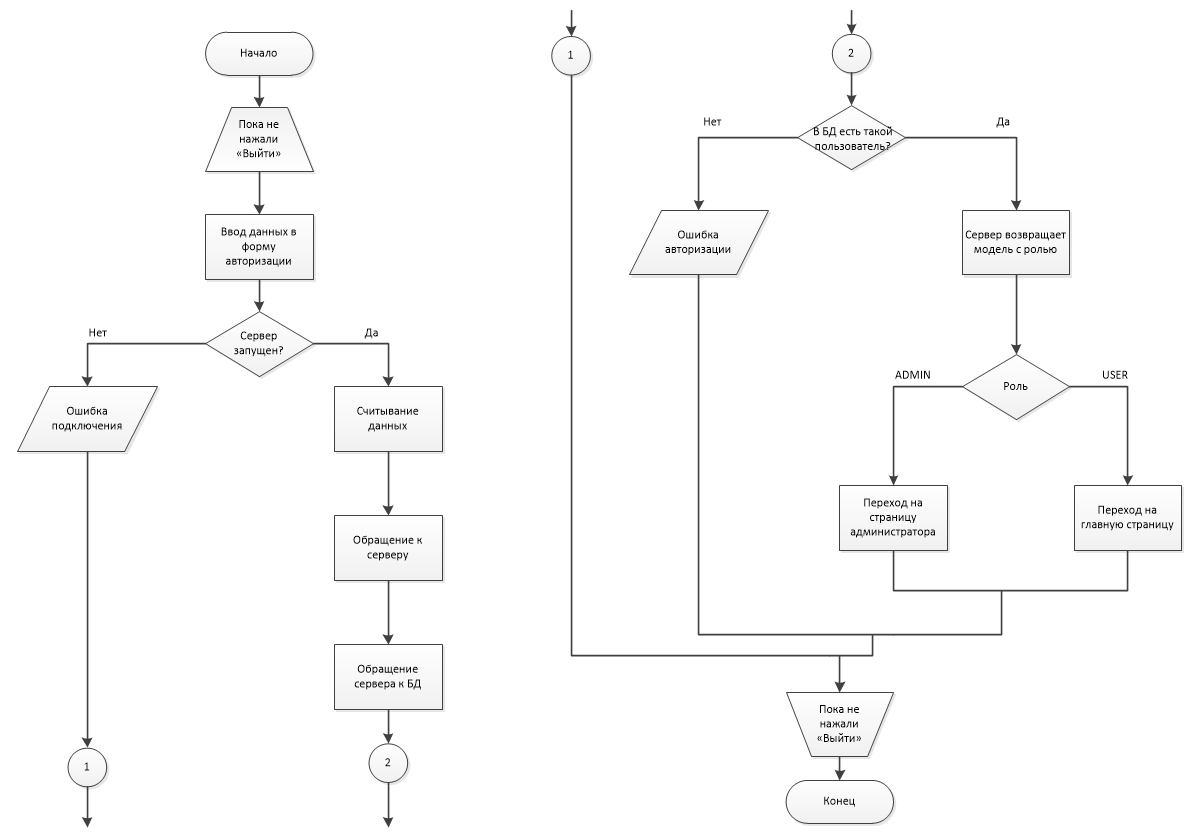 Начало
Пока не
нажали
«Выйти»
Ввод данных в
форму
авторизации
Сервер
запущен?
Нет
Да
Ошибка
подключения
Считывание
данных
Обращение к
серверу
Обращение
сервера к БД
1
2
1
2
В БД есть такой
пользователь?
Нет
Да
Ошибка
авторизации
Сервер возвращает
модель с ролью
Роль
ADMIN
USER
Переход на
страницу
администратора
Переход на
главную страницу
Пока не
нажали
«Выйти»
Конец